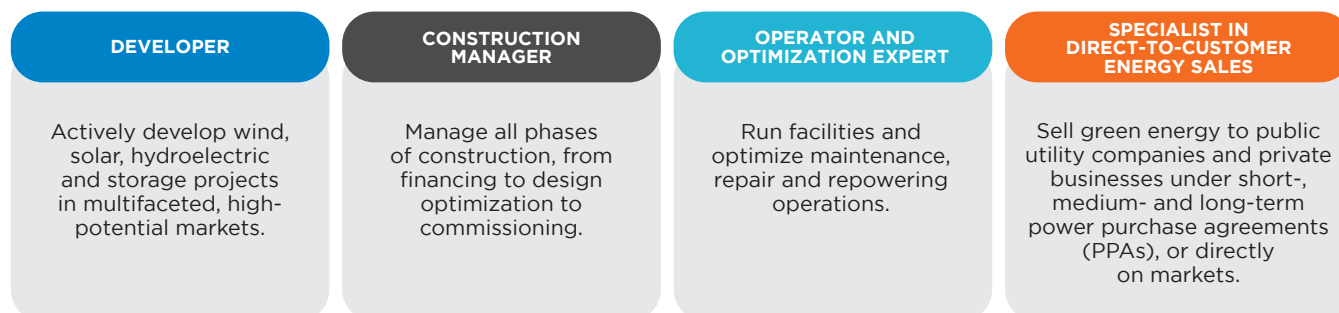 DEVELOPER
Actively develop wind,
solar, hydroelectric
and storage projects
in multifaceted, high-
potential markets.
CONSTRUCTION
MANAGER
Manage all phases
of construction, from
financing to design
optimization to
commissioning.
OPERATOR AND
OPTIMIZATION EXPERT
Run facilities and
optimize maintenance,
repair and repowering
operations.
SPECIALIST IN
DIRECT-TO-CUSTOMER
ENERGY SALES
Sell green energy to public
utility companies and private
businesses under short-,
medium- and long-term
power purchase agreements
(PPAs), or directly
on markets.